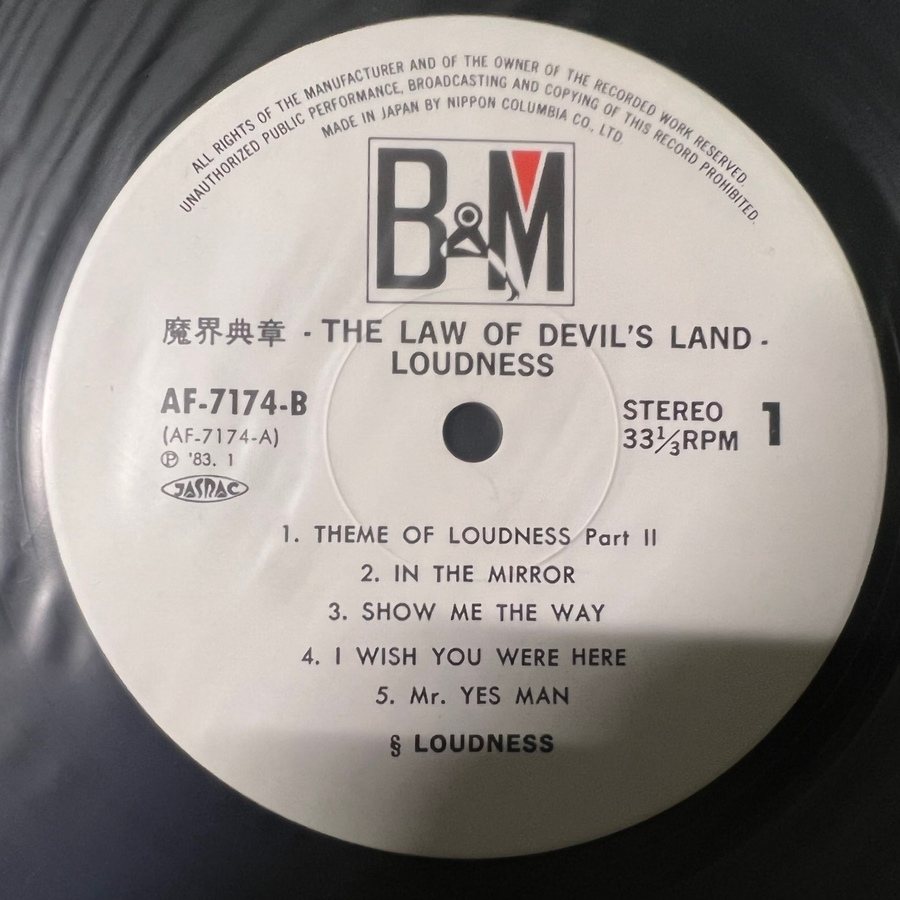 ALL RIGHTS OF THE MANUFACTURER AND OF THE OWNER OF THE RECORDED WORK RESERVED.
UNAUTHORIZED PUBLIC PERFORMANCE, BROADCASTING AND COPYING OF THIS RECORD PROHIBITED.
MADE IN JAPAN BY NIPPON COLUMBIA CO., LTD.
B&M
魔界典章 - THE LAW OF DEVIL'S LAND -
LOUDNESS
AF-7174-B
(AF-7174-A)
℗ '83. 1
JASRAC
STEREO 1
33⅓RPM
1. THEME OF LOUDNESS Part II
2. IN THE MIRROR
3. SHOW ME THE WAY
4. I WISH YOU WERE HERE
5. Mr. YES MAN
§ LOUDNESS